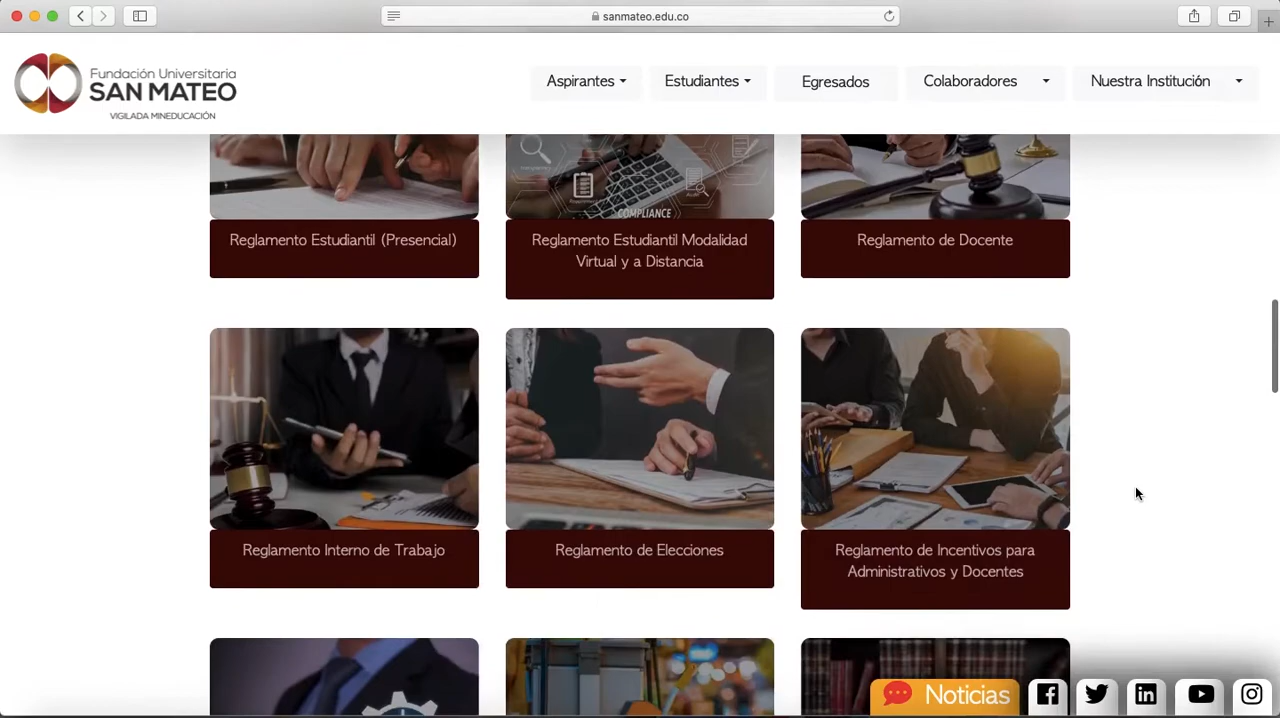 sanmateo.edu.co
Fundación Universitaria
SAN MATEO
VIGILADA MINEDUCACIÓN
Aspirantes
Estudiantes
Egresados
Colaboradores
Nuestra Institución
COMPLIANCE
Reglamento Estudiantil (Presencial)
Reglamento Estudiantil Modalidad
Virtual y a Distancia
Reglamento de Docente
Reglamento Interno de Trabajo
Reglamento de Elecciones
Reglamento de Incentivos para
Administrativos y Docentes
Noticias